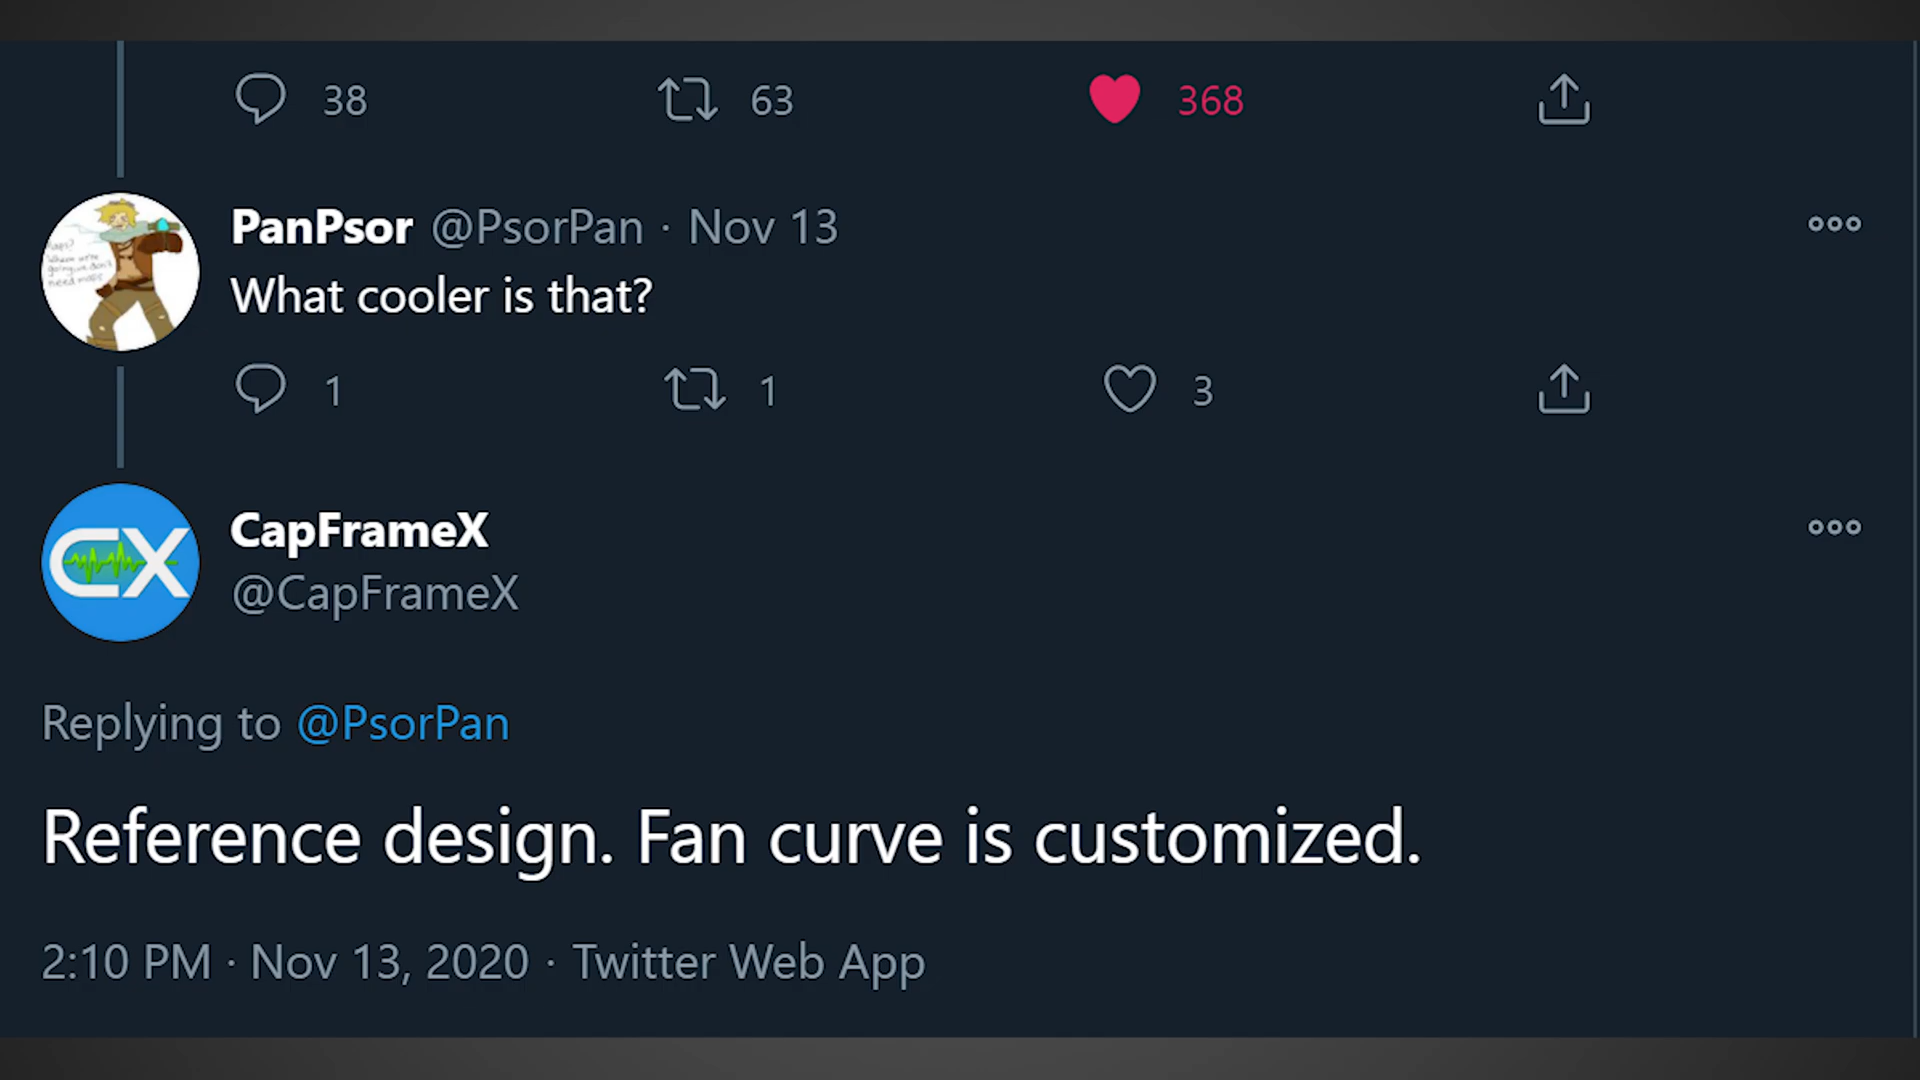 38 63 368
PanPsor @PsorPan · Nov 13
What cooler is that?
1 1 3
CX
CapFrameX
@CapFrameX
Replying to @PsorPan
Reference design. Fan curve is customized.
2:10 PM · Nov 13, 2020 · Twitter Web App